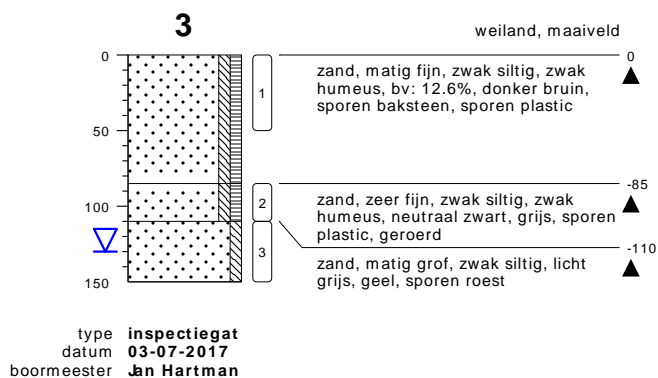 3
weiland, maaiveld
0
0
zand, matig fijn, zwak siltig, zwak
humeus, bv: 12.6%, donker bruin,
sporen baksteen, sporen plastic
1
50
-85
zand, zeer fijn, zwak siltig, zwak
humeus, neutraal zwart, grijs, sporen
plastic, geroerd
2
100
-110
zand, matig grof, zwak siltig, licht
grijs, geel, sporen roest
3
150
type inspectiegat
datum 03-07-2017
boormeester Jan Hartman